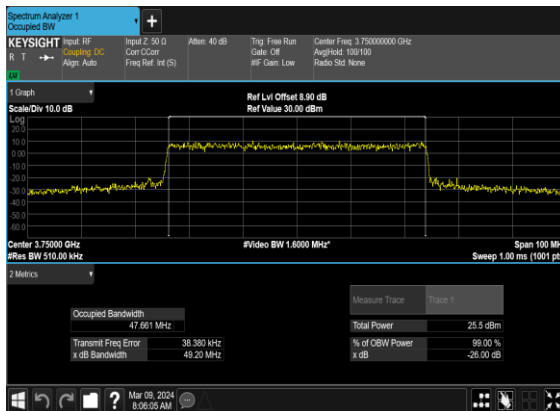 Spectrum Analyzer 1
Occupied BW
KEYSIGHT
R T
Input: RF
Coupling: DC
Align: Auto
Input Z: 50 Ω
Corr CCorr
Freq Ref: Int (S)
Atten: 40 dB
Trig: Free Run
Gate: Off
#IF Gain: Low
Center Freq: 3.750000000 GHz
Avg|Hold: 100/100
Radio Std: None
1 Graph
Scale/Div 10.0 dB
Ref Lvl Offset 8.90 dB
Ref Value 30.00 dBm
Log
20.0
10.0
0.00
-10.0
-20.0
-30.0
-40.0
-50.0
-60.0
Center 3.75000 GHz
#Res BW 510.00 kHz
#Video BW 1.6000 MHz*
Span 100 MH
Sweep 1.00 ms (1001 pts
2 Metrics
Measure Trace Trace 1
Occupied Bandwidth
47.661 MHz
Total Power 25.5 dBm
Transmit Freq Error 38.380 kHz
% of OBW Power 99.00 %
x dB Bandwidth 49.20 MHz
x dB -26.00 dB
?
Mar 09, 2024
8:06:05 AM